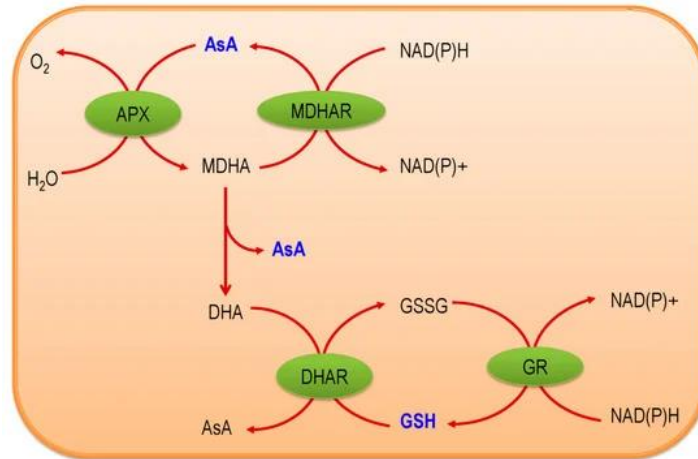 AsA
NAD(P)H
O2
APX
MDHAR
H2O
MDHA
NAD(P)+
AsA
DHA
GSSG
NAD(P)+
DHAR
GR
AsA
GSH
NAD(P)H